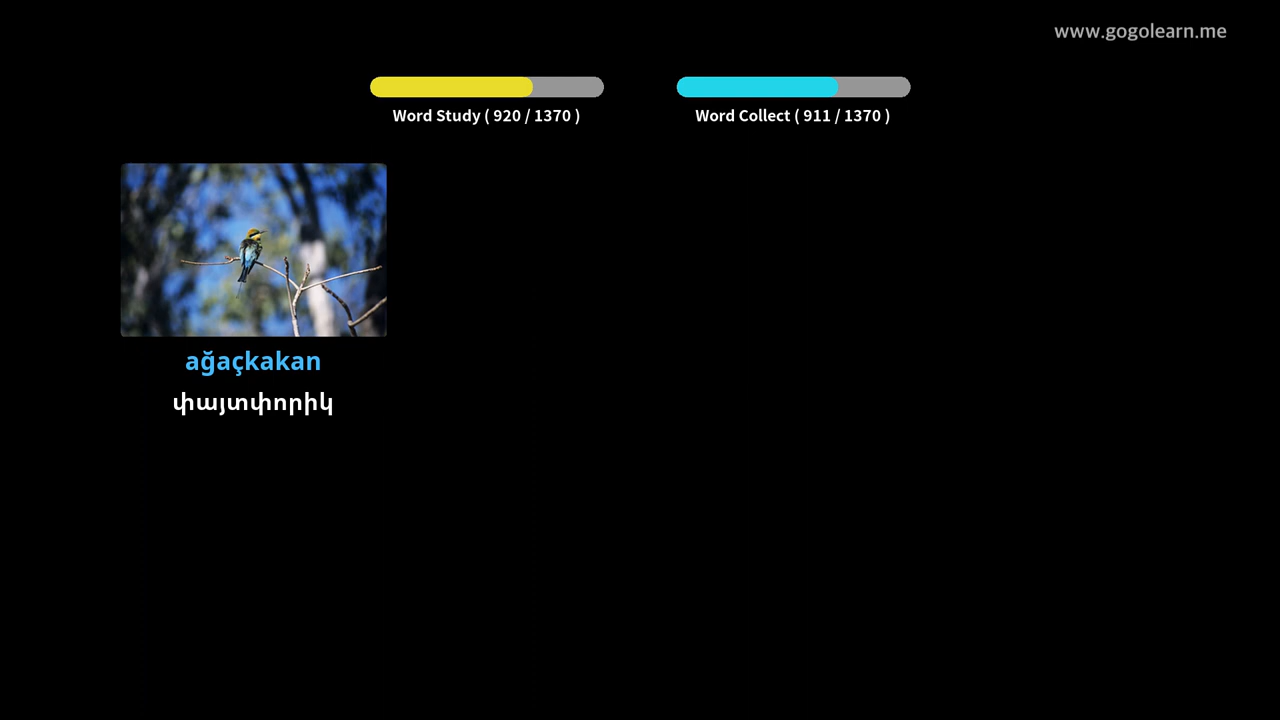 www.gogolearn.me
Word Study ( 920 / 1370 )
Word Collect ( 911 / 1370 )
ağaçkakan
փայտփորիկ